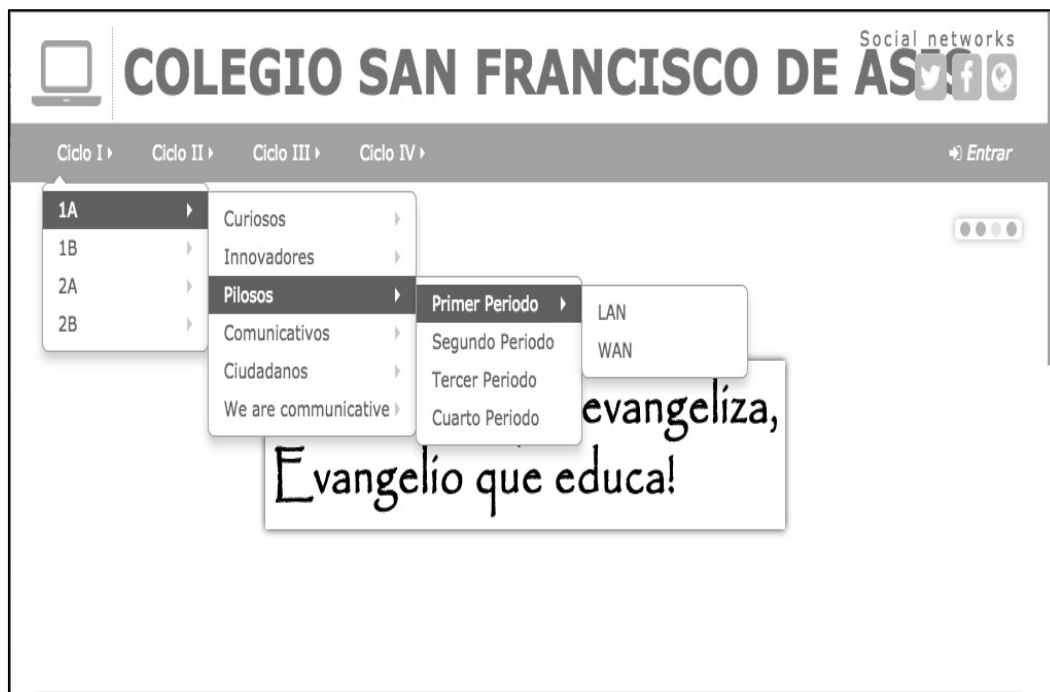 Social networks
COLEGIO SAN FRANCISCO DE
Ciclo I
Ciclo II
Ciclo III
Ciclo IV
Entrar
1A
1B
2A
2B
Curiosos
Innovadores
Pilosos
Comunicativos
Ciudadanos
We are communicative
Primer Periodo
Segundo Periodo
Tercer Periodo
Cuarto Periodo
LAN
WAN
evangeliza,
Evangelio que educa!